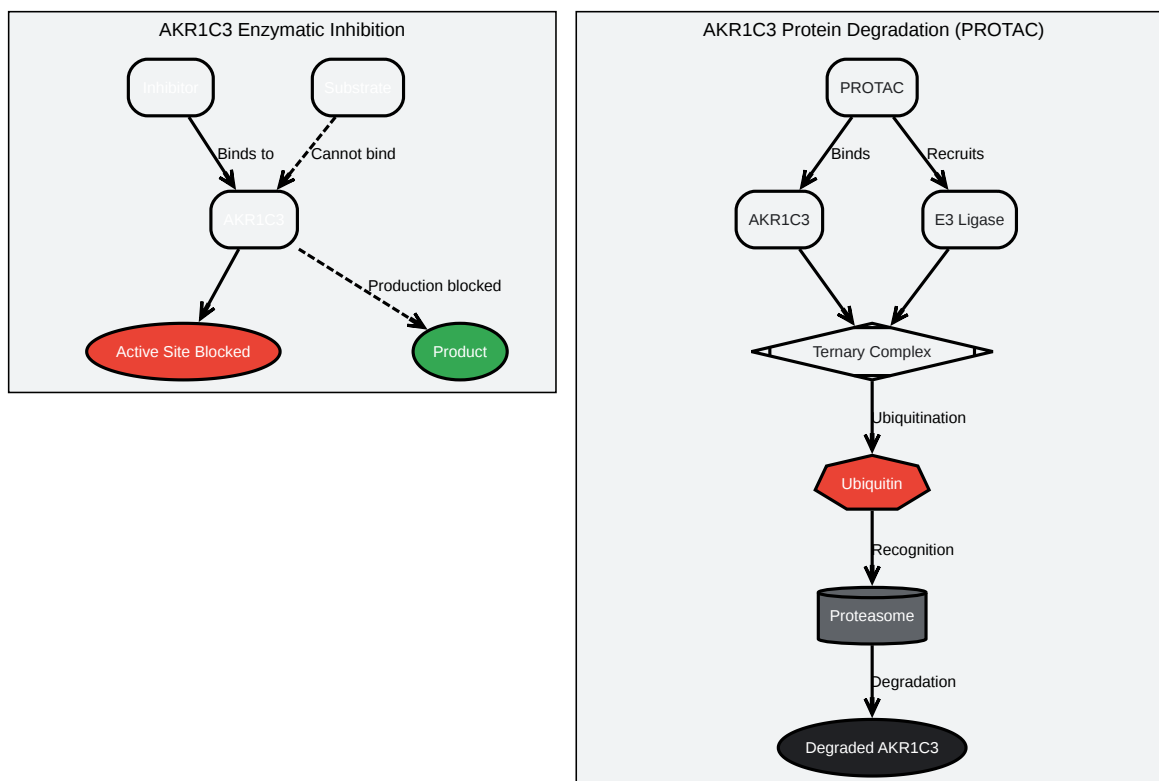 AKR1C3 Enzymatic Inhibition
Inhibitor
Substrate
Binds to
Cannot bind
AKR1C3
Production blocked
Active Site Blocked
Product
AKR1C3 Protein Degradation (PROTAC)
PROTAC
Binds
Recruits
AKR1C3
E3 Ligase
Ternary Complex
Ubiquitination
Ubiquitin
Recognition
Proteasome
Degradation
Degraded AKR1C3